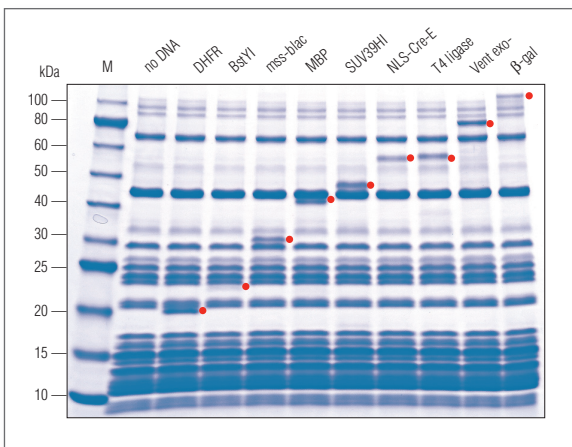 kDa
M
no DNA
DHFR
BstYI
mss-blac
MBP
SUV39HI
NLS-Cre-E
T4 ligase
Vent exo-
β-gal
100
80
60
50
40
30
25
20
15
10